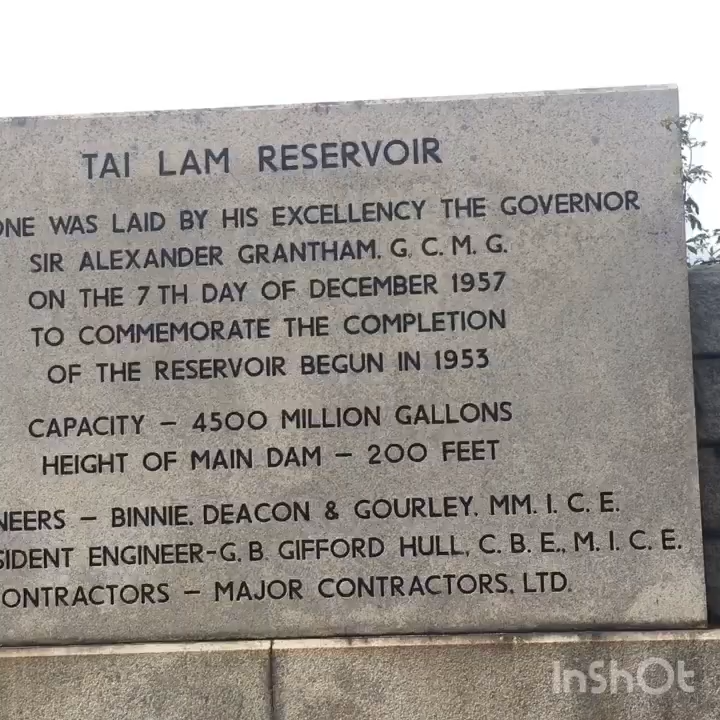 TAI LAM RESERVOIR
ONE WAS LAID BY HIS EXCELLENCY THE GOVERNOR
SIR ALEXANDER GRANTHAM. G. C. M. G.
ON THE 7 TH DAY OF DECEMBER 1957
TO COMMEMORATE THE COMPLETION
OF THE RESERVOIR BEGUN IN 1953
CAPACITY – 4500 MILLION GALLONS
HEIGHT OF MAIN DAM – 200 FEET
NEERS – BINNIE. DEACON & GOURLEY. MM. I. C. E.
SIDENT ENGINEER-G. B. GIFFORD HULL, C. B. E., M. I. C. E.
ONTRACTORS – MAJOR CONTRACTORS. LTD.
InShOt